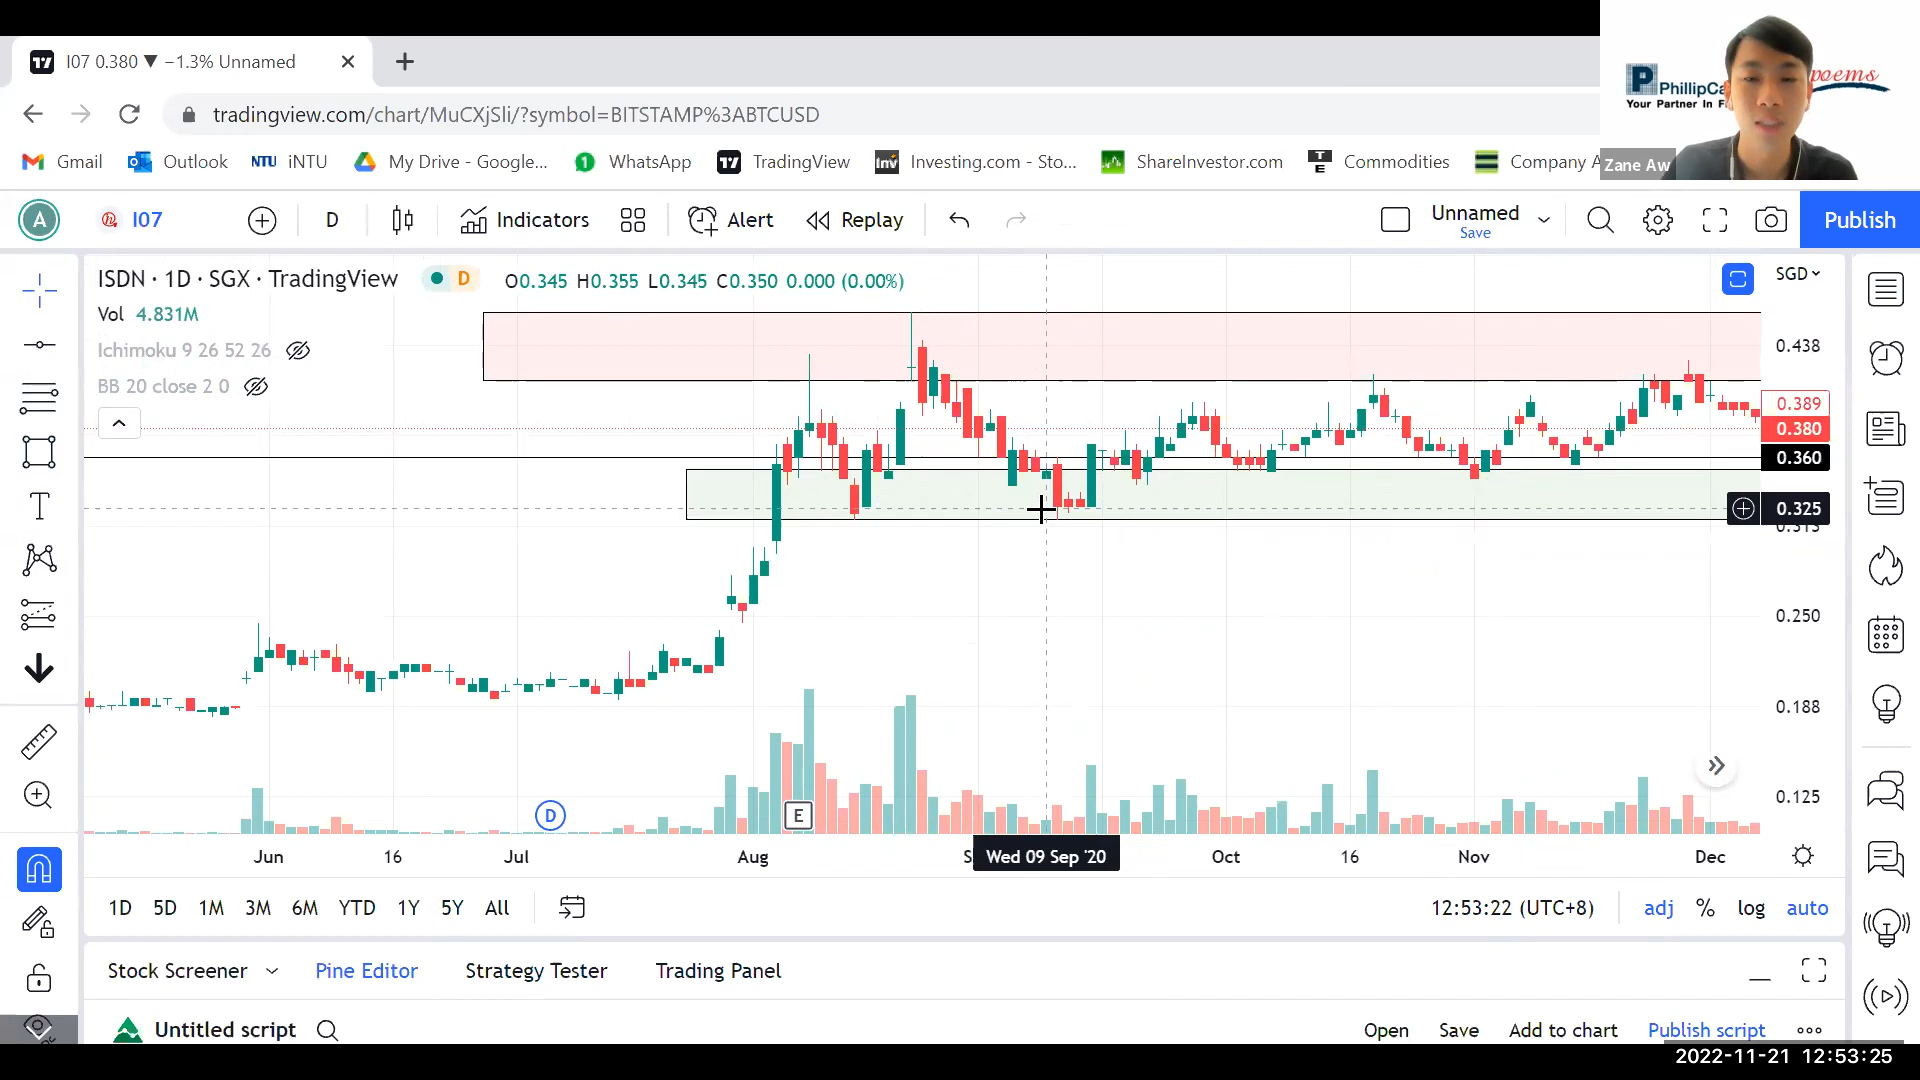 I07 0.380 ▼ −1.3% Unnamed
tradingview.com/chart/MuCXjSli/?symbol=BITSTAMP%3ABTCUSD
Your Partner In F
poems
Zane Aw
Gmail
Outlook
NTU iNTU
My Drive - Google...
WhatsApp
TradingView
Inv Investing.com - Sto...
ShareInvestor.com
TE Commodities
Company A
A
I07
D
Indicators
Alert
Replay
Unnamed
Save
Publish
ISDN · 1D · SGX · TradingView
D
O0.345 H0.355 L0.345 C0.350 0.000 (0.00%)
SGD
Vol 4.831M
Ichimoku 9 26 52 26
BB 20 close 2 0
0.438
0.389
0.380
0.360
0.325
0.313
0.250
0.188
0.125
D
E
Jun 16 Jul Aug S Wed 09 Sep '20 Oct 16 Nov Dec
1D 5D 1M 3M 6M YTD 1Y 5Y All
12:53:22 (UTC+8) adj % log auto
Stock Screener Pine Editor Strategy Tester Trading Panel
Untitled script
Open Save Add to chart Publish script
2022-11-21 12:53:25